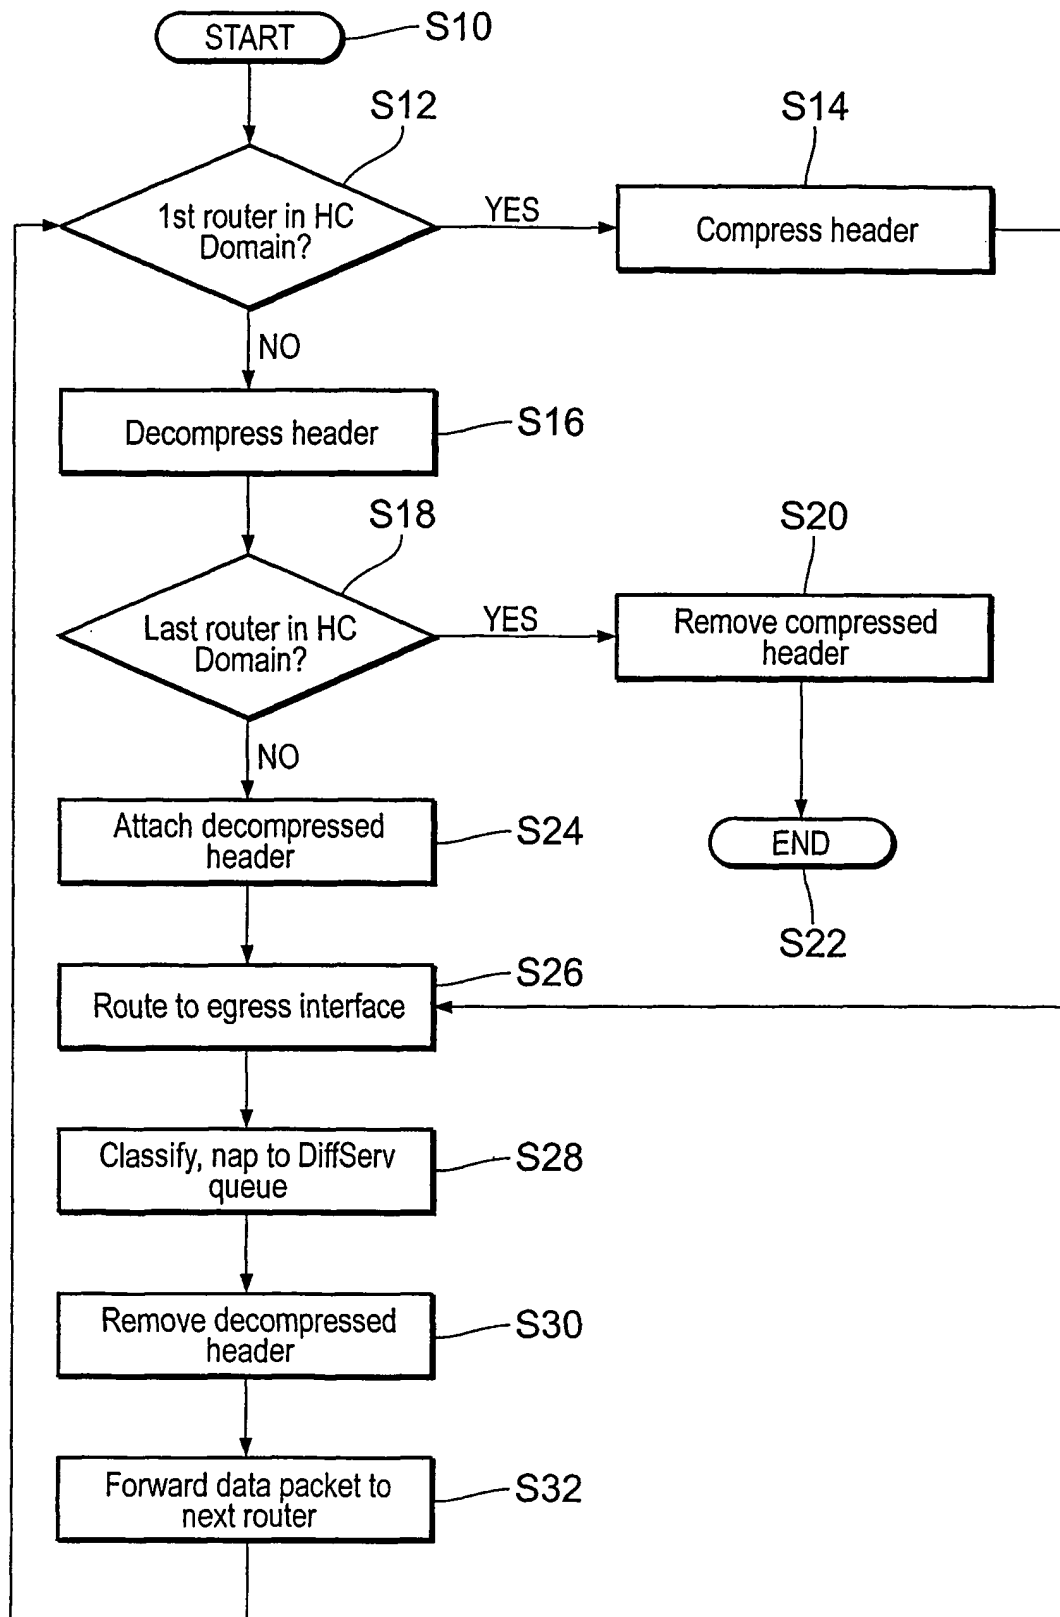 START
S10
S12
S14
1st router in HC
Domain?
YES
Compress header
NO
Decompress header
S16
S18
S20
Last router in HC
Domain?
YES
Remove compressed
header
NO
Attach decompressed
header
S24
END
S22
Route to egress interface
S26
Classify, nap to DiffServ
queue
S28
Remove decompressed
header
S30
Forward data packet to
next router
S32